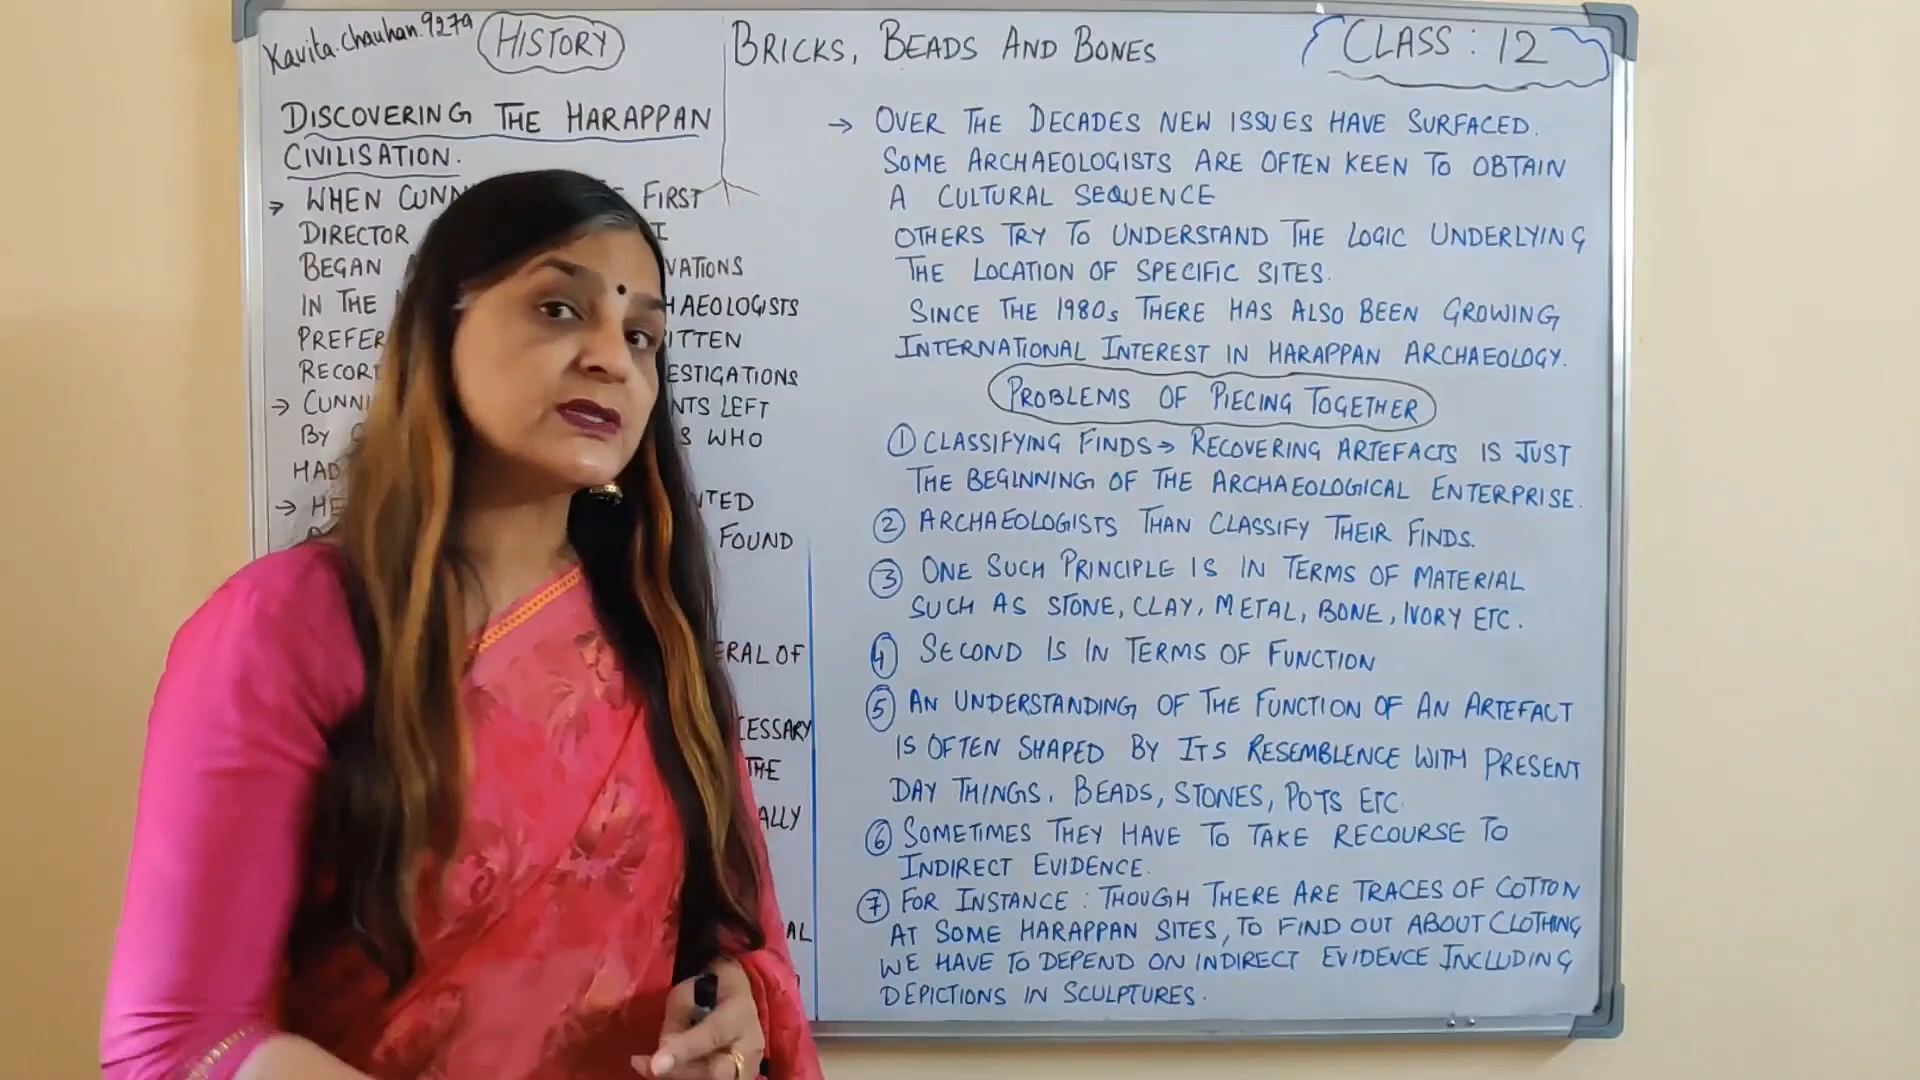 Kavita.Chauhan.9279
HISTORY
BRICKS, BEADS AND BONES
CLASS : 12
DISCOVERING THE HARAPPAN
CIVILISATION.
→ WHEN FIRST
DIRECTOR
BEGAN
IN THE
PREFER
RECOR
→ CUNNI LEFT
BY WHO
HAD
→ HE
FOUND
ERAL OF
CESSARY
THE
ALLY
AL
→ OVER THE DECADES NEW ISSUES HAVE SURFACED.
SOME ARCHAEOLOGISTS ARE OFTEN KEEN TO OBTAIN
A CULTURAL SEQUENCE
OTHERS TRY TO UNDERSTAND THE LOGIC UNDERLYING
THE LOCATION OF SPECIFIC SITES.
SINCE THE 1980s THERE HAS ALSO BEEN GROWING
INTERNATIONAL INTEREST IN HARAPPAN ARCHAEOLOGY.
PROBLEMS OF PIECING TOGETHER
① CLASSIFYING FINDS → RECOVERING ARTEFACTS IS JUST
THE BEGINNING OF THE ARCHAEOLOGICAL ENTERPRISE.
② ARCHAEOLOGISTS THAN CLASSIFY THEIR FINDS.
③ ONE SUCH PRINCIPLE IS IN TERMS OF MATERIAL
SUCH AS STONE, CLAY, METAL, BONE, IVORY ETC.
④ SECOND IS IN TERMS OF FUNCTION
⑤ AN UNDERSTANDING OF THE FUNCTION OF AN ARTEFACT
IS OFTEN SHAPED BY ITS RESEMBLENCE WITH PRESENT
DAY THINGS. BEADS, STONES, POTS ETC.
⑥ SOMETIMES THEY HAVE TO TAKE RECOURSE TO
INDIRECT EVIDENCE.
⑦ FOR INSTANCE : THOUGH THERE ARE TRACES OF COTTON
AT SOME HARAPPAN SITES, TO FIND OUT ABOUT CLOTHING
WE HAVE TO DEPEND ON INDIRECT EVIDENCE INCLUDING
DEPICTIONS IN SCULPTURES.